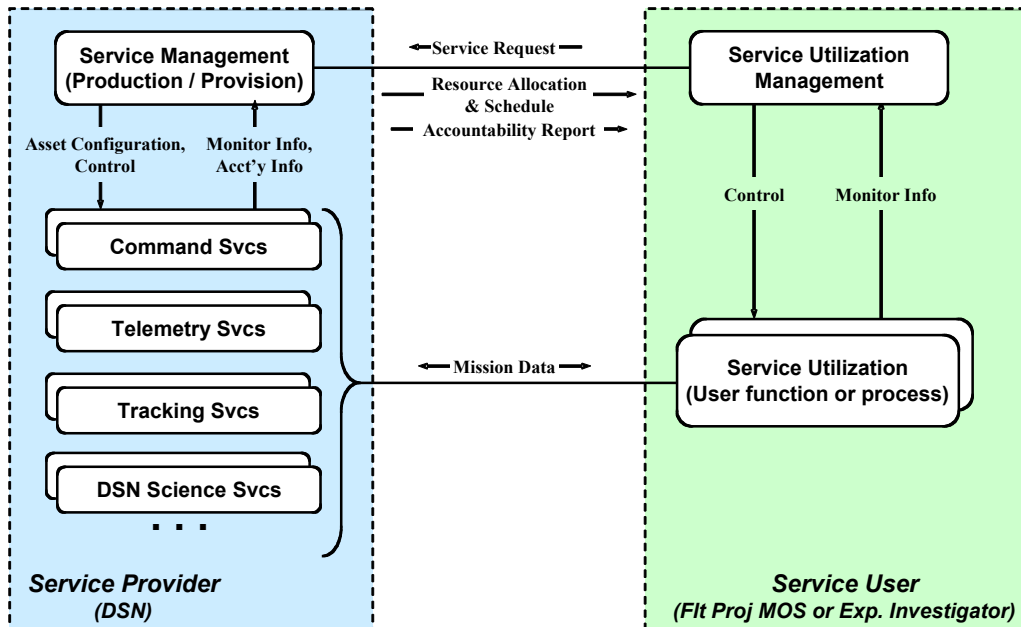 Service Management
(Production / Provision)
Service Request
Resource Allocation
& Schedule
Accountability Report
Service Utilization
Management
Asset Configuration,
Control
Monitor Info,
Acct'y Info
Control
Monitor Info
Command Svcs
Telemetry Svcs
Tracking Svcs
DSN Science Svcs
. . .
Mission Data
Service Utilization
(User function or process)
Service Provider
(DSN)
Service User
(Flt Proj MOS or Exp. Investigator)